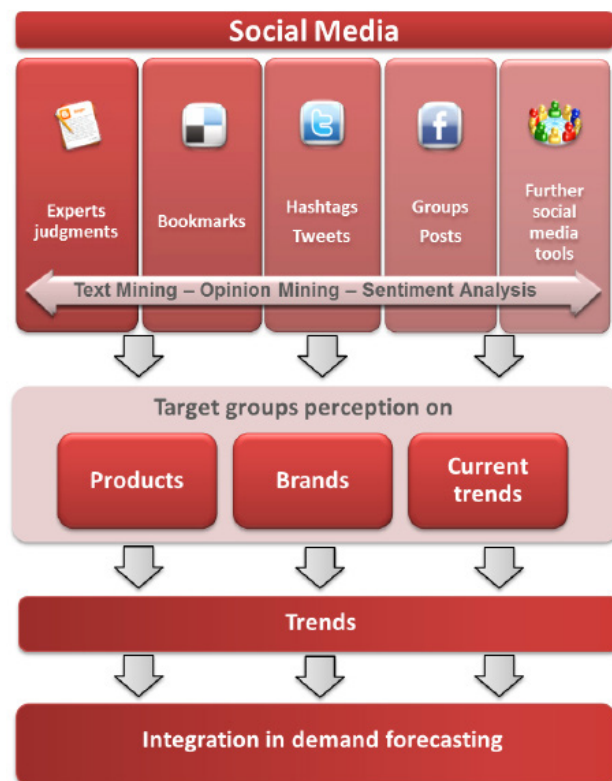 Social Media
Experts
judgments
Bookmarks
Hashtags
Tweets
Groups
Posts
Further
social
media
tools
Text Mining – Opinion Mining – Sentiment Analysis
Target groups perception on
Products
Brands
Current
trends
Trends
Integration in demand forecasting